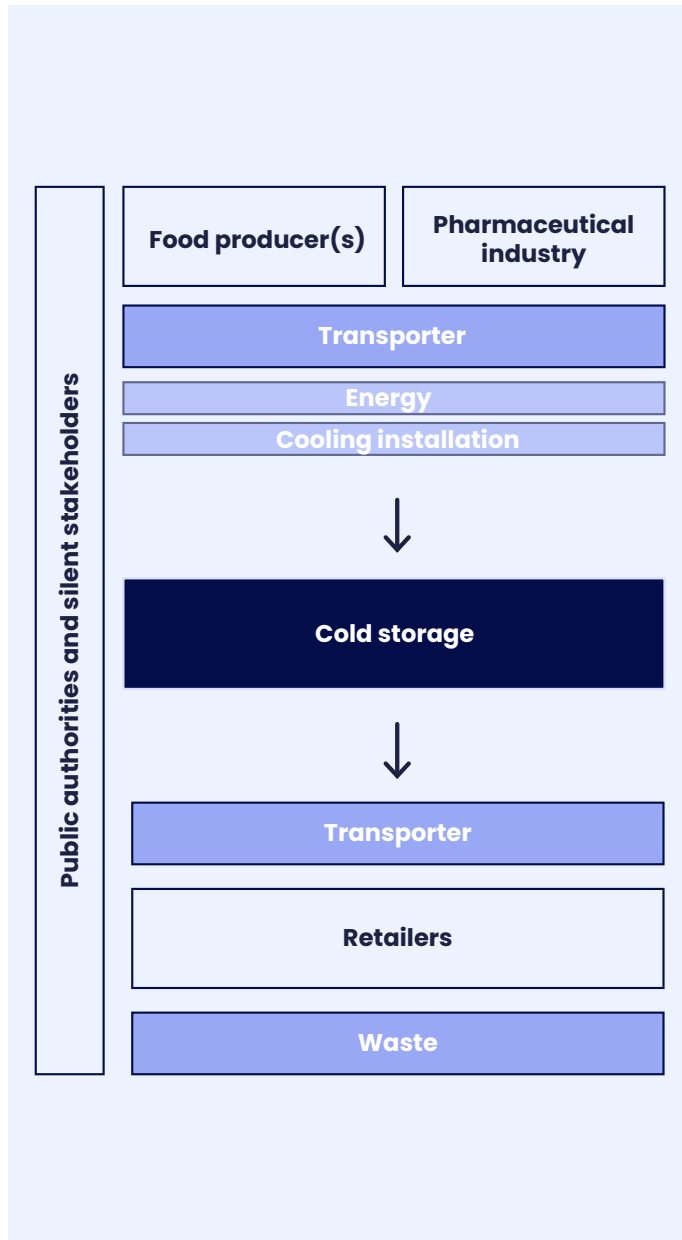 Public authorities and silent stakeholders
Food producer(s)
Pharmaceutical
industry
Transporter
Energy
Cooling installation
Cold storage
Transporter
Retailers
Waste